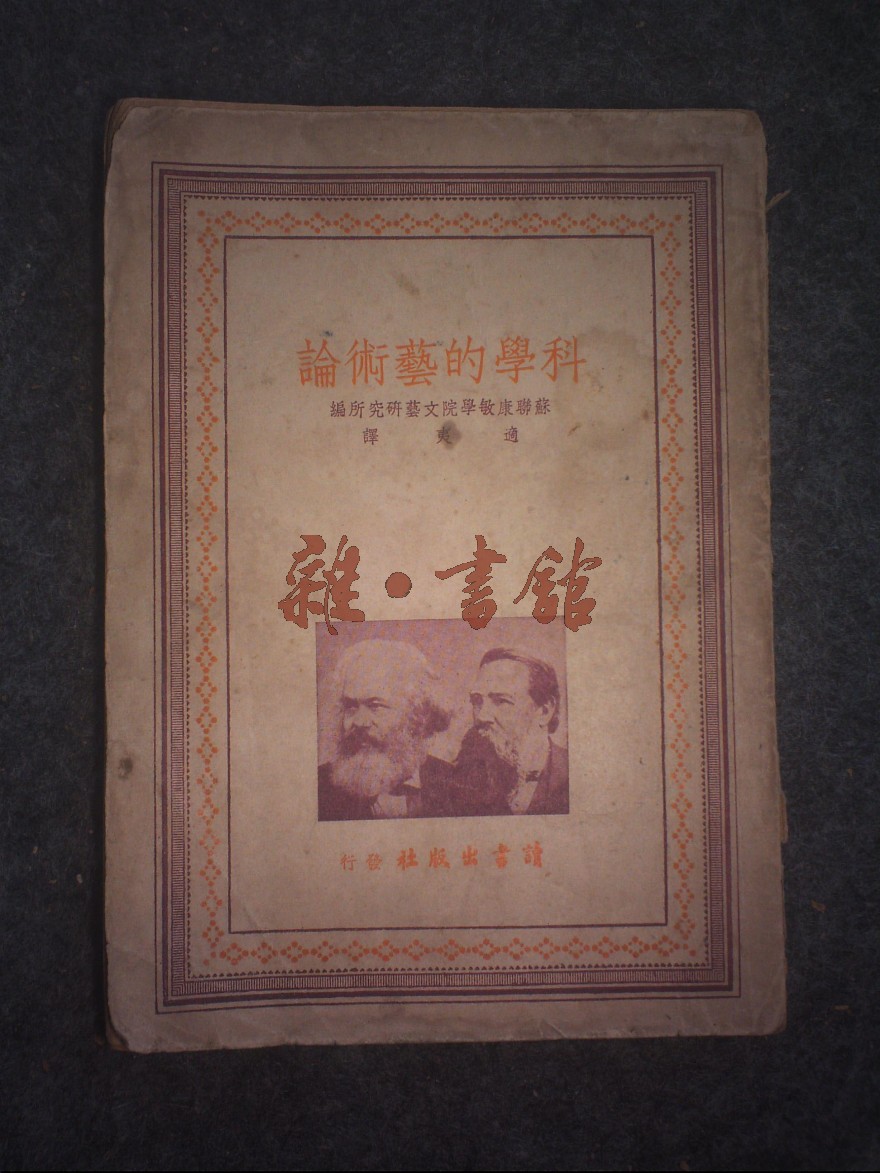 科學的藝術論
蘇聯康敏學院文藝研究所編
適夷譯
雜·書館
讀書出版社發行